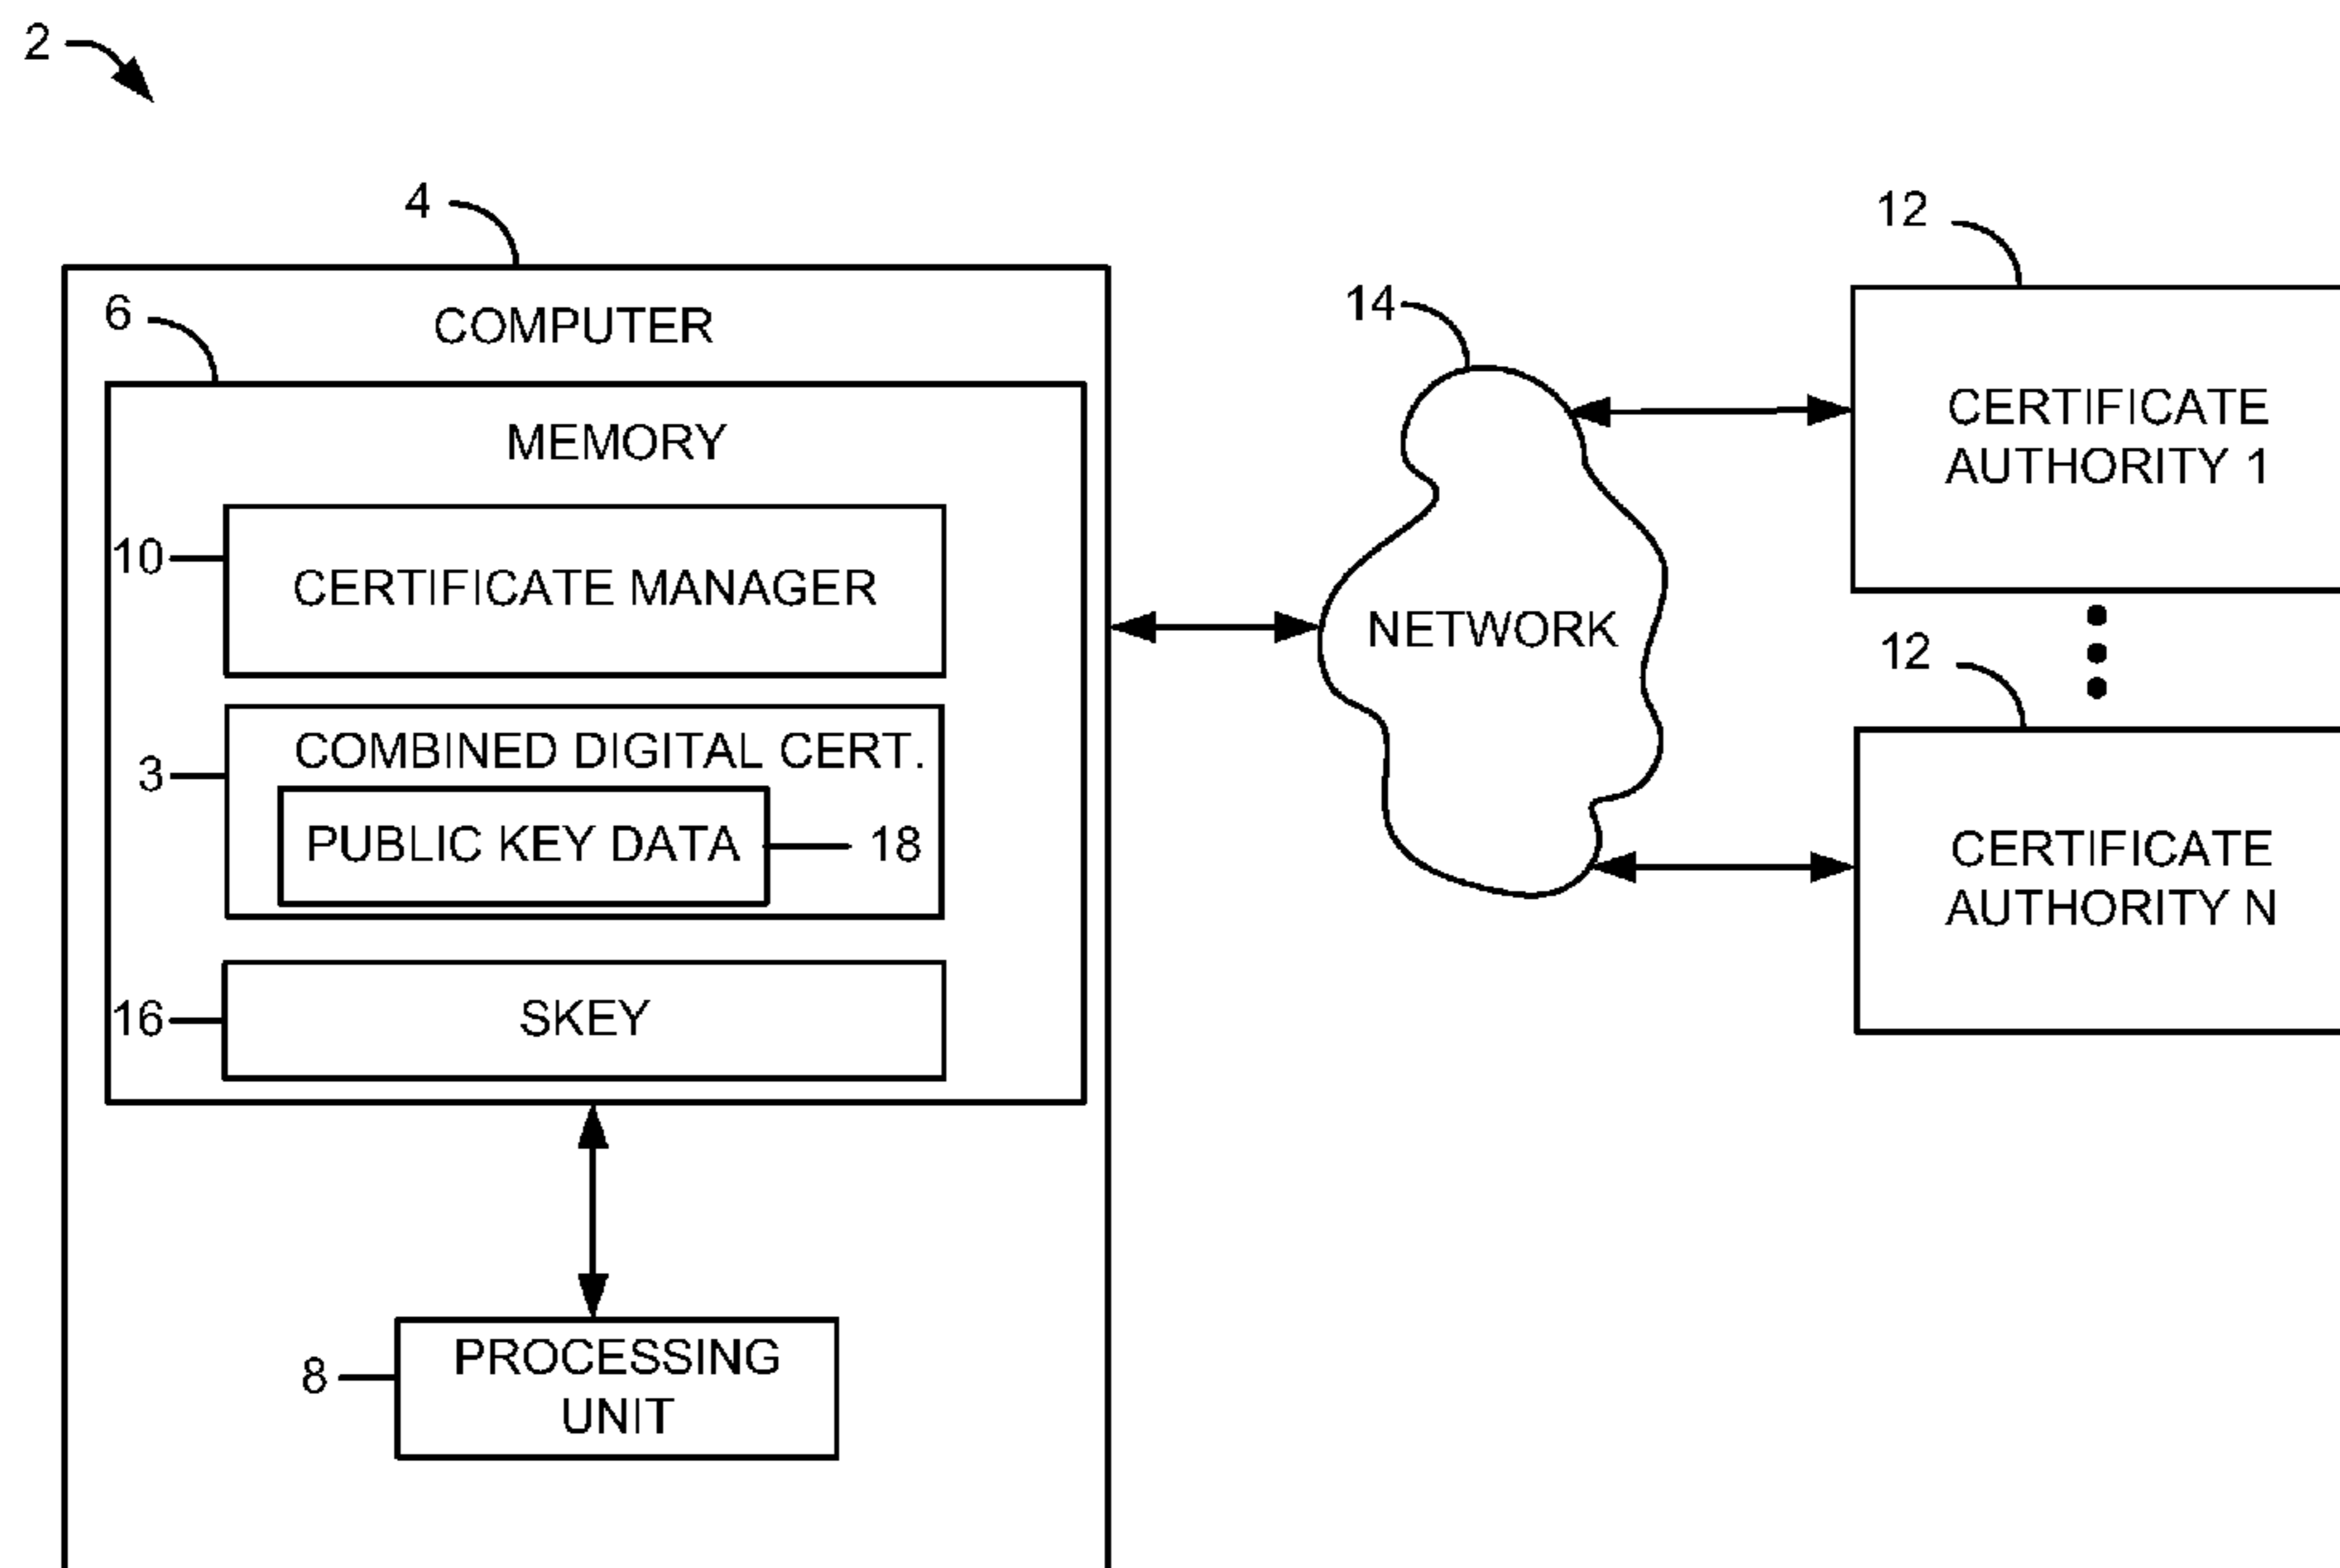 2
4
COMPUTER
6
MEMORY
10
CERTIFICATE MANAGER
3
COMBINED DIGITAL CERT.
PUBLIC KEY DATA
18
16
SKEY
8
PROCESSING
UNIT
14
NETWORK
12
CERTIFICATE
AUTHORITY 1
12
CERTIFICATE
AUTHORITY N